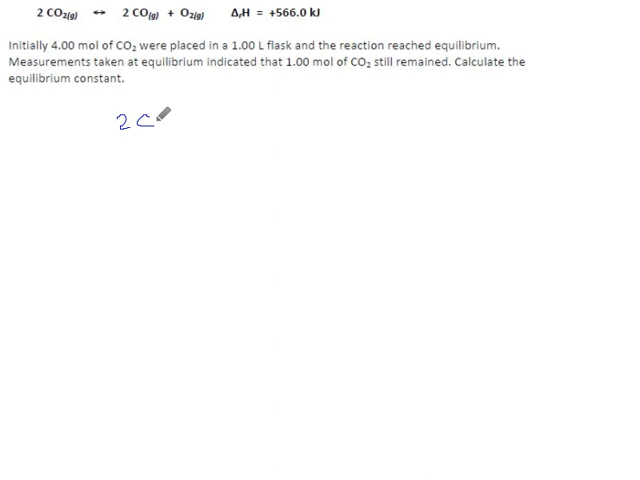 2 CO₂(g) ↔ 2 CO(g) + O₂(g) ΔᵣH = +566.0 kJ
Initially 4.00 mol of CO₂ were placed in a 1.00 L flask and the reaction reached equilibrium.
Measurements taken at equilibrium indicated that 1.00 mol of CO₂ still remained. Calculate the
equilibrium constant.
2 C